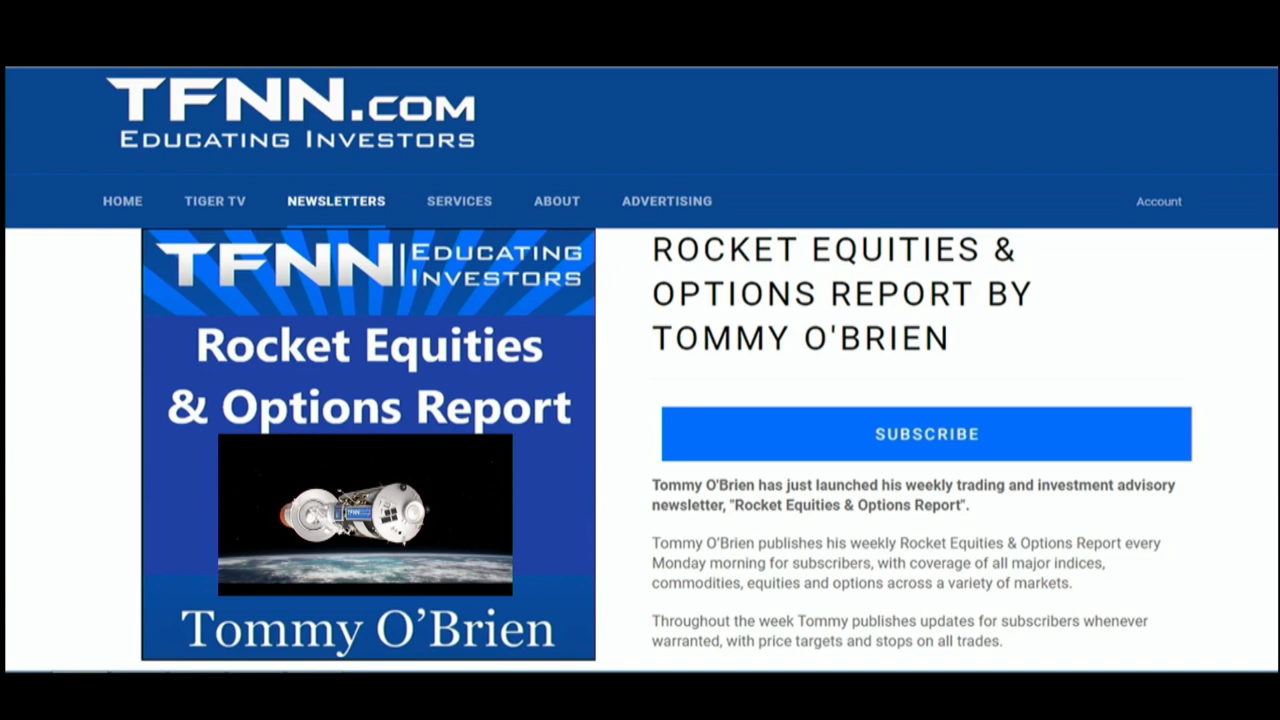 TFNN.COM
EDUCATING INVESTORS
HOME TIGER TV NEWSLETTERS SERVICES ABOUT ADVERTISING Account
TFNN EDUCATING
INVESTORS
Rocket Equities
& Options Report
TFNN
Tommy O'Brien
ROCKET EQUITIES &
OPTIONS REPORT BY
TOMMY O'BRIEN
SUBSCRIBE
Tommy O'Brien has just launched his weekly trading and investment advisory
newsletter, "Rocket Equities & Options Report".
Tommy O'Brien publishes his weekly Rocket Equities & Options Report every
Monday morning for subscribers, with coverage of all major indices,
commodities, equities and options across a variety of markets.
Throughout the week Tommy publishes updates for subscribers whenever
warranted, with price targets and stops on all trades.